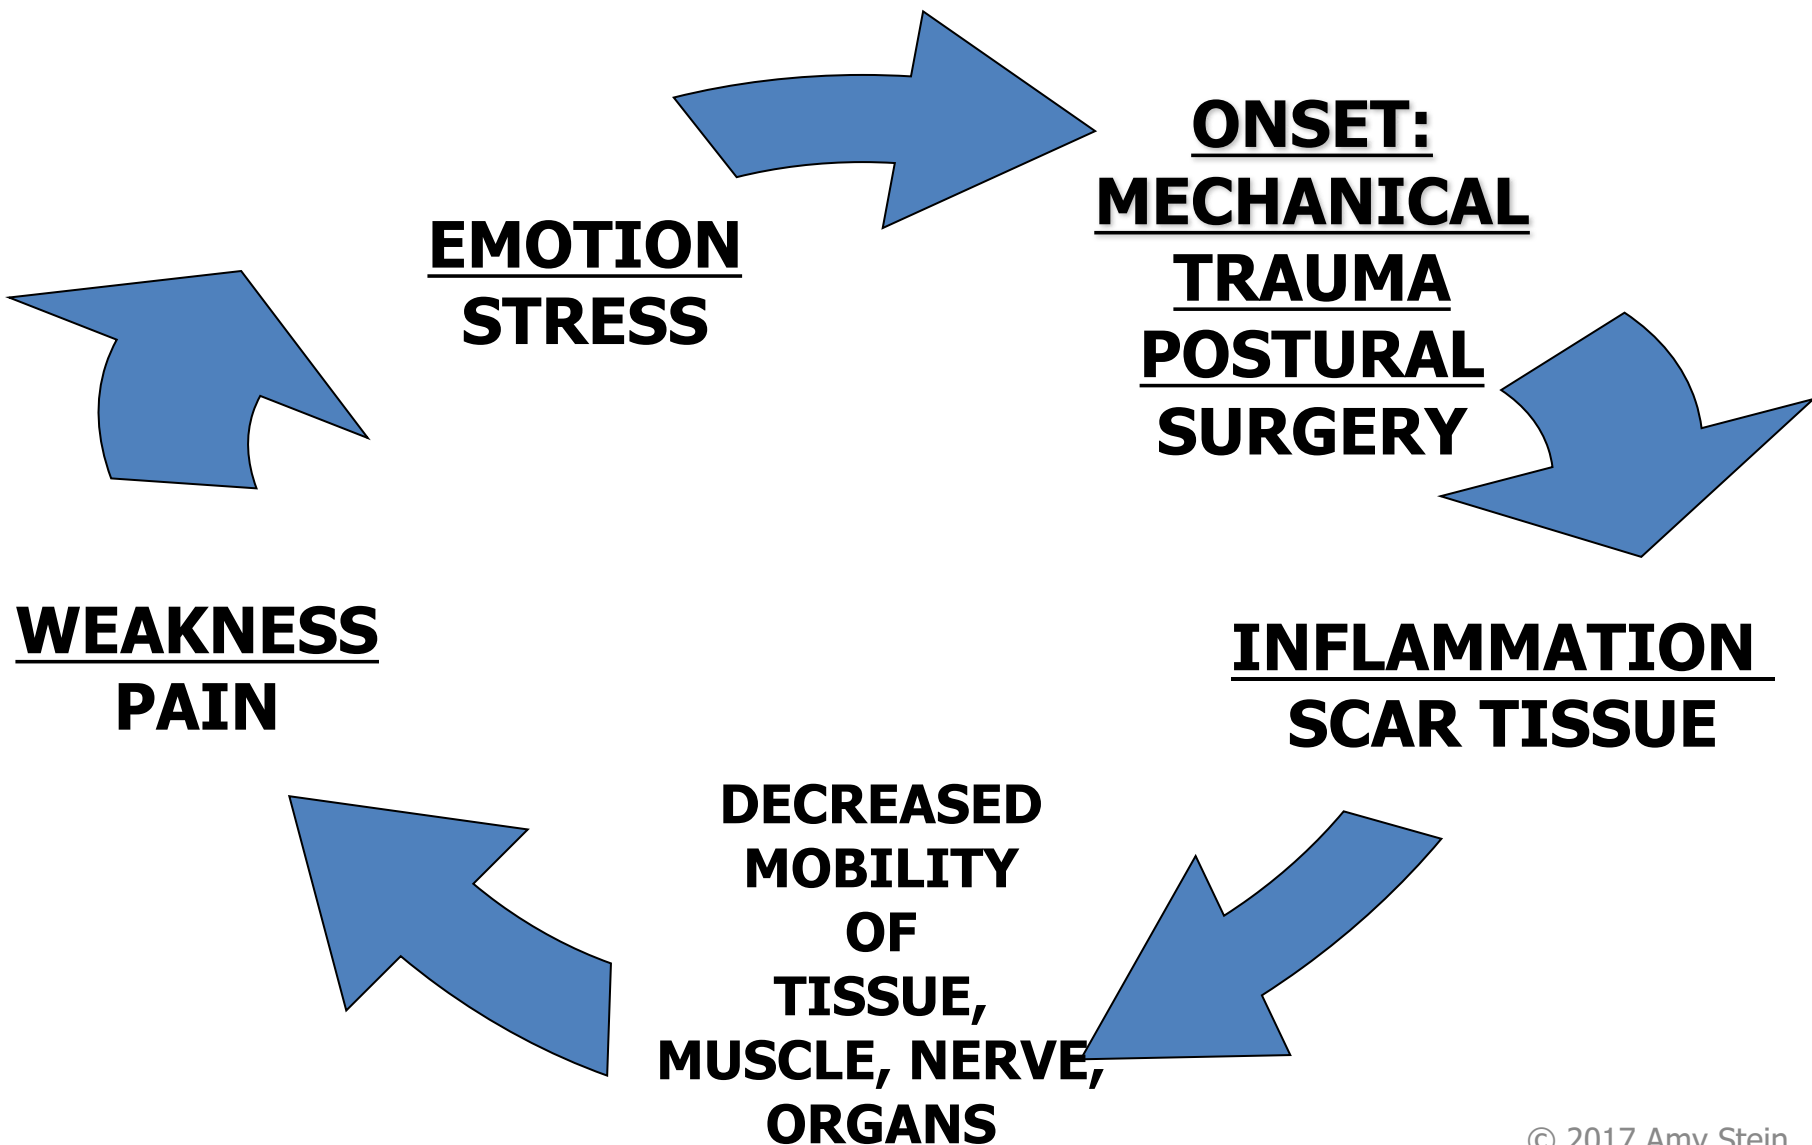 EMOTION
STRESS
ONSET:
MECHANICAL
TRAUMA
POSTURAL
SURGERY
INFLAMMATION
SCAR TISSUE
DECREASED
MOBILITY
OF
TISSUE,
MUSCLE, NERVE,
ORGANS
WEAKNESS
PAIN
© 2017 Amy Stein